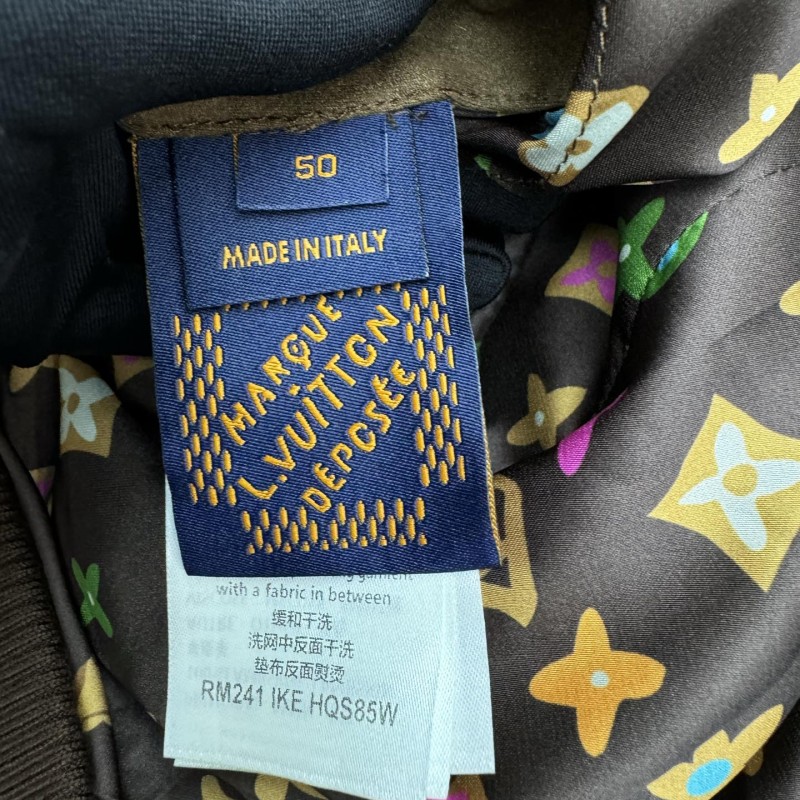 50
MADE IN ITALY
MARQUE
L.VUITTON
DÉPOSÉE
garment
with a fabric in between
缓和干洗
洗网中反面干洗
垫布反面熨烫
RM241 IKE HQS85W